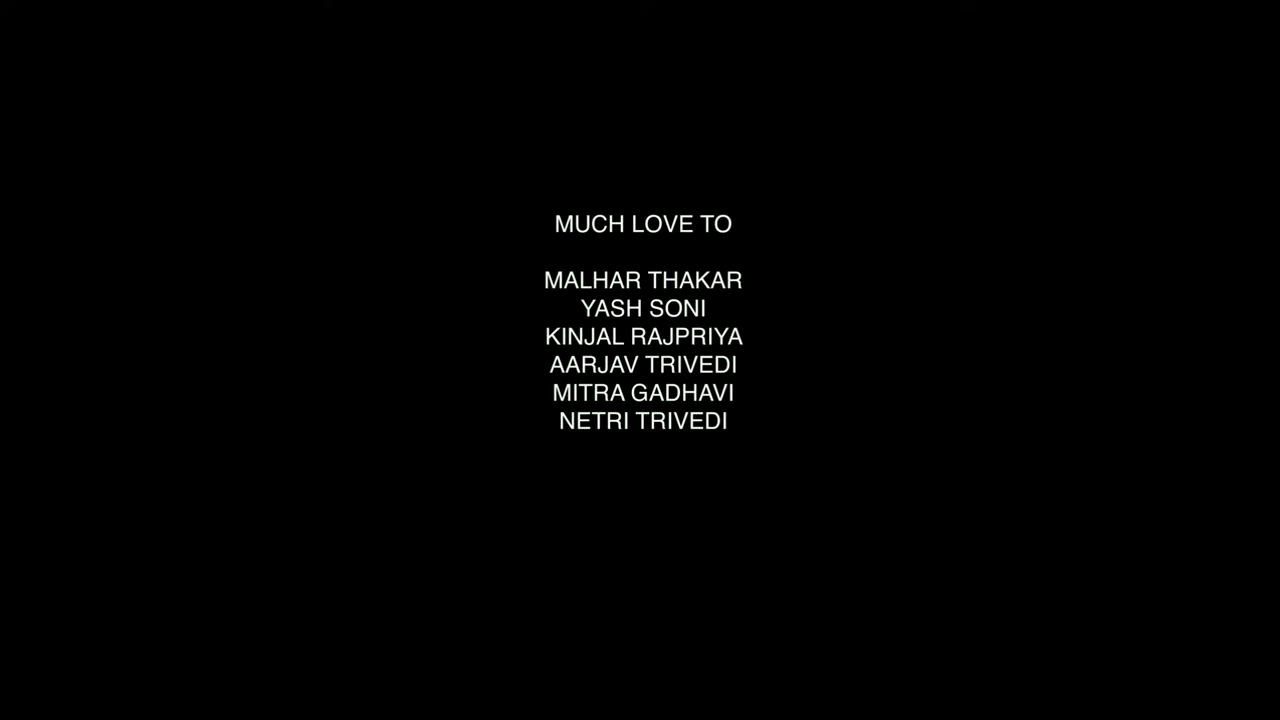 MUCH LOVE TO
MALHAR THAKAR
YASH SONI
KINJAL RAJPRIYA
AARJAV TRIVEDI
MITRA GADHAVI
NETRI TRIVEDI